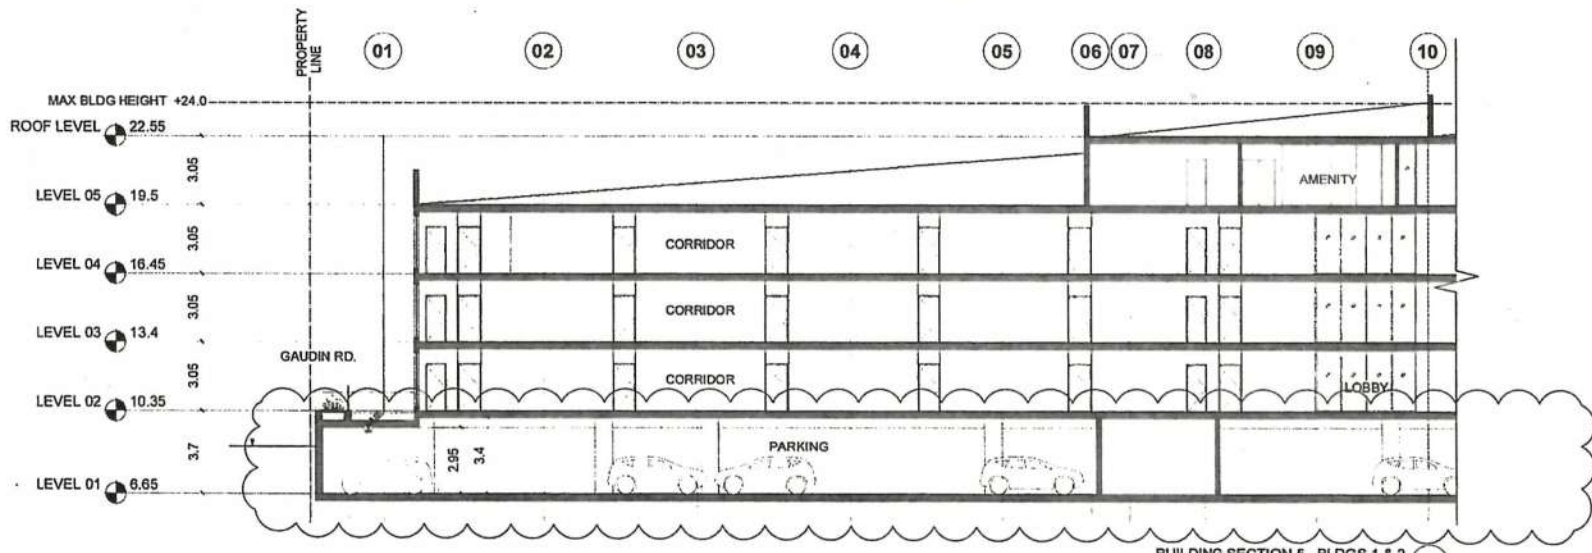 PROPERTY LINE
01 02 03 04 05 06 07 08 09 10
MAX BLDG HEIGHT +24.0
ROOF LEVEL 22.55
3.05
LEVEL 05 19.5
AMENITY
3.05
CORRIDOR
LEVEL 04 16.45
3.05
CORRIDOR
LEVEL 03 13.4
GAUDIN RD.
3.05
CORRIDOR
LOBBY
LEVEL 02 10.35
3.7
2.95
3.4
PARKING
LEVEL 01 6.65
BUILDING SECTION 5 - BLDGS 1 & 2